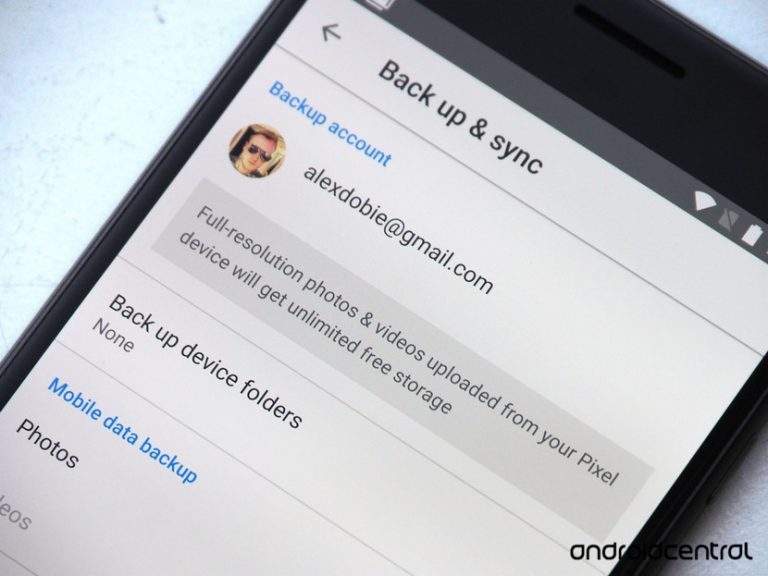 Back up & sync
Backup account
alexdobie@gmail.com
Full-resolution photos & videos uploaded from your Pixel
device will get unlimited free storage
Back up device folders
None
Mobile data backup
Photos
eos
androidcentral